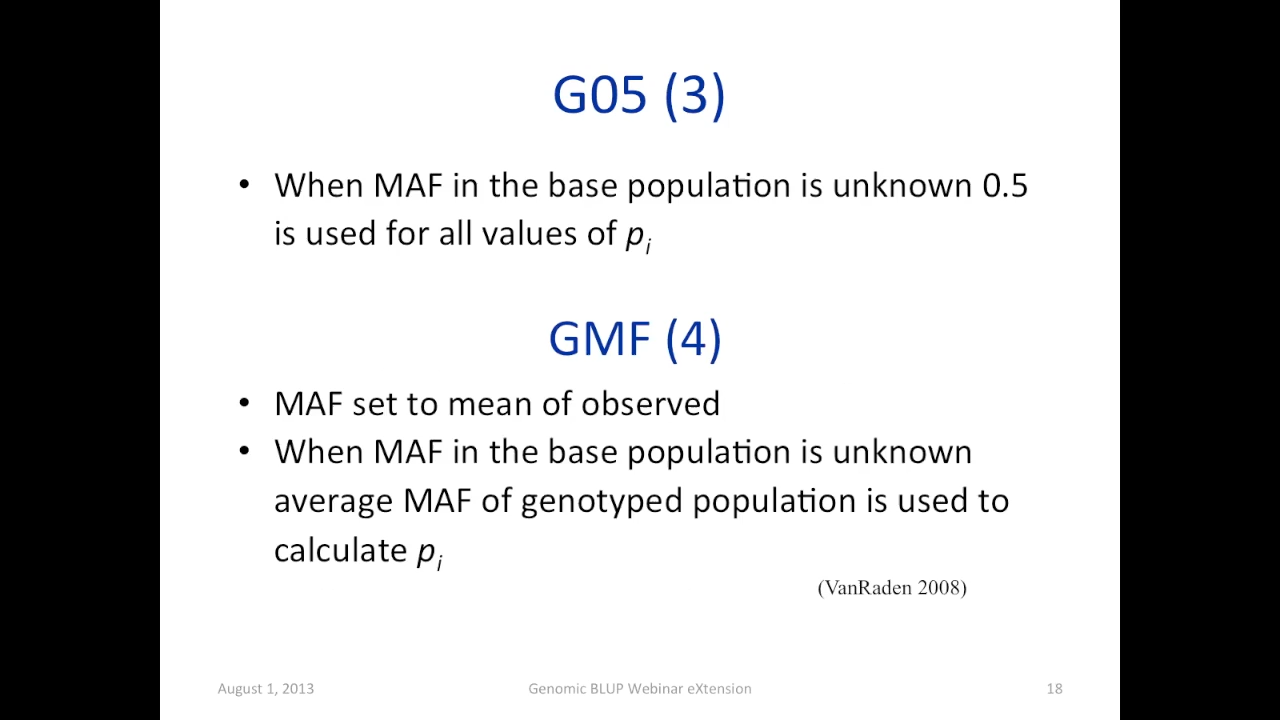 G05 (3)
• When MAF in the base population is unknown 0.5
is used for all values of pi
GMF (4)
• MAF set to mean of observed
• When MAF in the base population is unknown
average MAF of genotyped population is used to
calculate pi
(VanRaden 2008)
August 1, 2013
Genomic BLUP Webinar eXtension
18